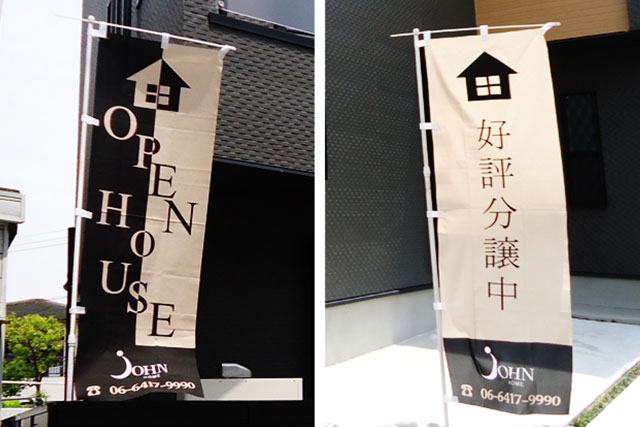 OPEN
HOUSE
JOHN
HOME
☎ 06-6417-9990
好評分譲中
JOHN
HOME
☎ 06-6417-9990